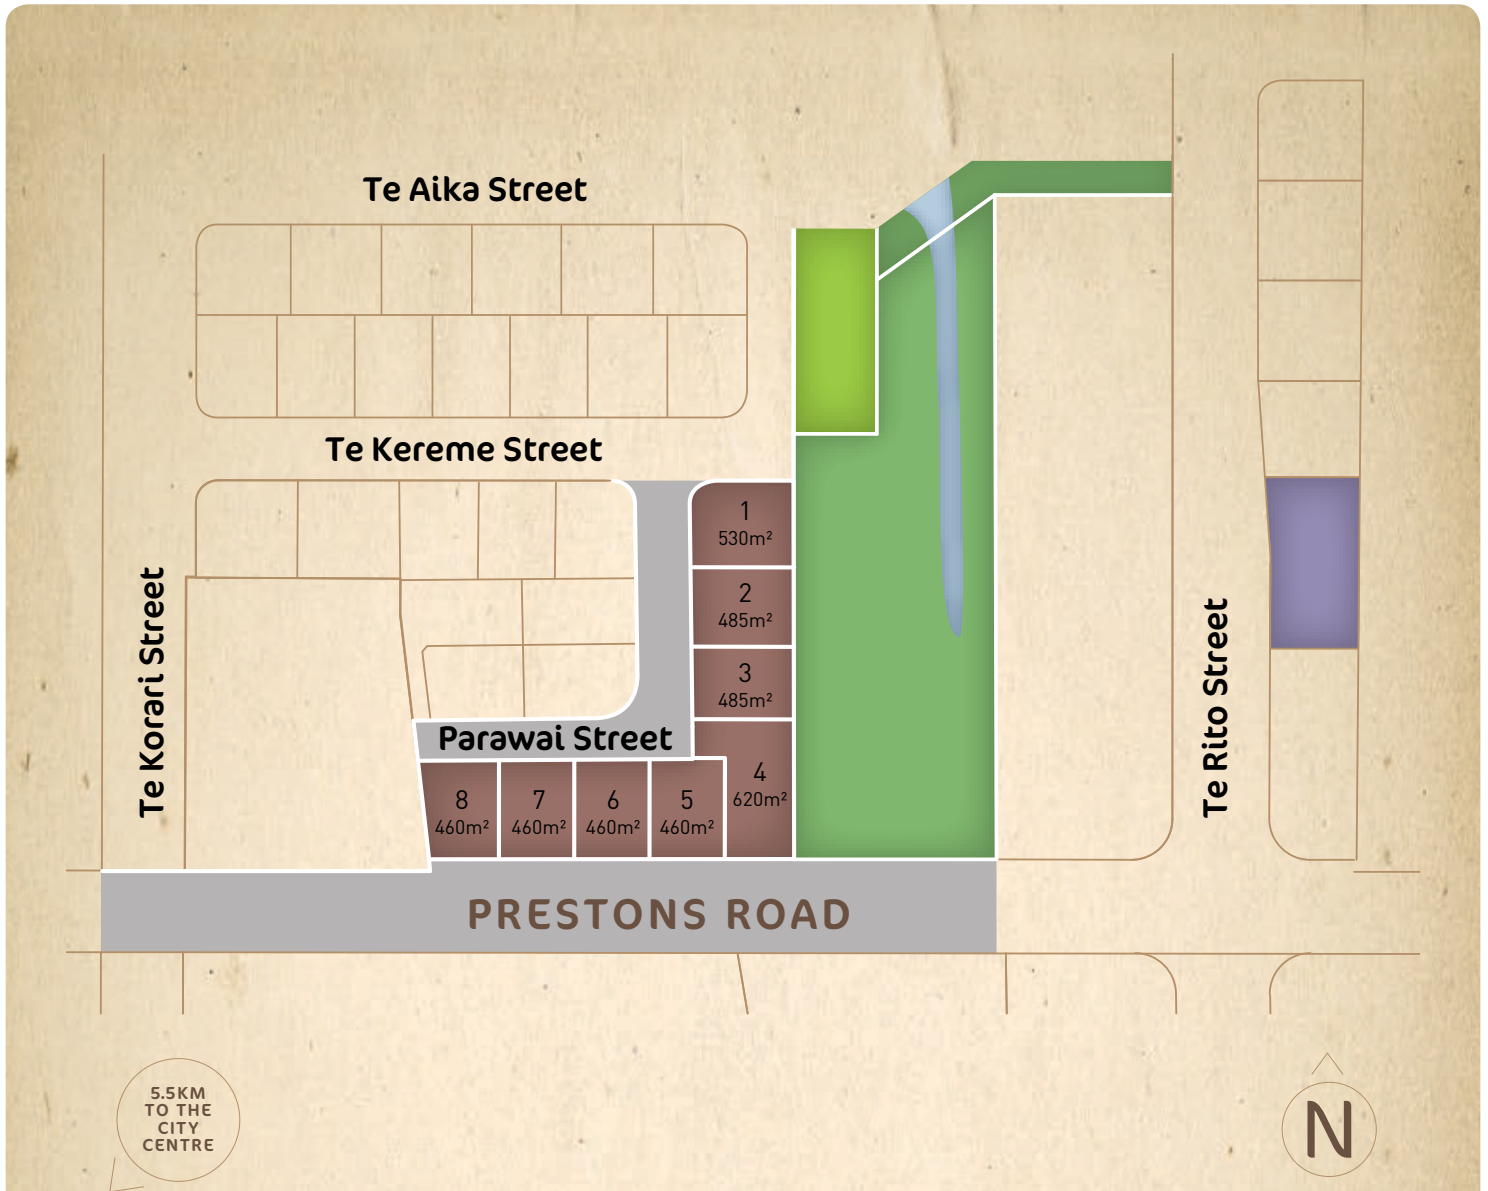 Te Aika Street
Te Kereme Street
1
530m²
2
485m²
3
485m²
4
620m²
Parawai Street
8
460m²
7
460m²
6
460m²
5
460m²
Te Korari Street
Te Rito Street
PRESTONS ROAD
5.5KM
TO THE
CITY
CENTRE
N